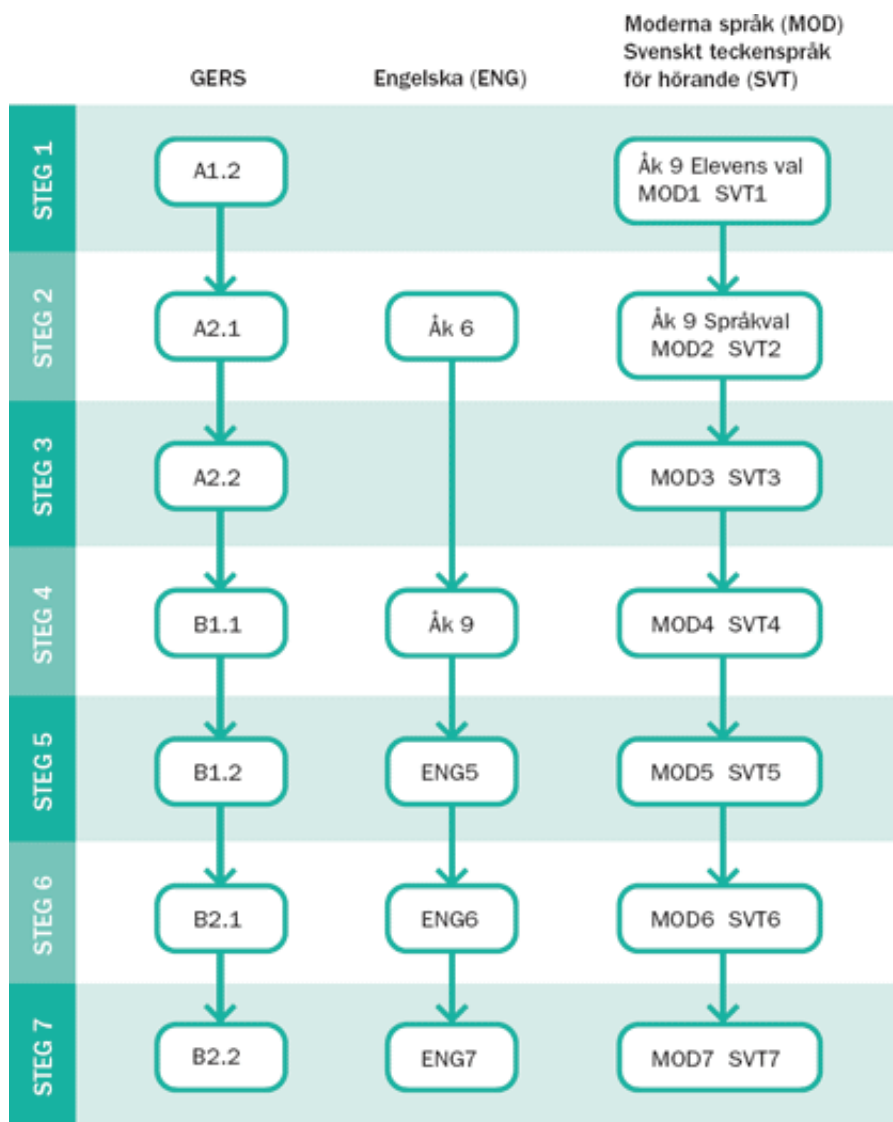 GERS
Engelska (ENG)
Moderna språk (MOD)
Svenskt teckenspråk
för hörande (SVT)
STEG 1
A1.2
Åk 9 Elevens val
MOD1 SVT1
STEG 2
A2.1
Åk 6
Åk 9 Språkval
MOD2 SVT2
STEG 3
A2.2
MOD3 SVT3
STEG 4
B1.1
Åk 9
MOD4 SVT4
STEG 5
B1.2
ENG5
MOD5 SVT5
STEG 6
B2.1
ENG6
MOD6 SVT6
STEG 7
B2.2
ENG7
MOD7 SVT7